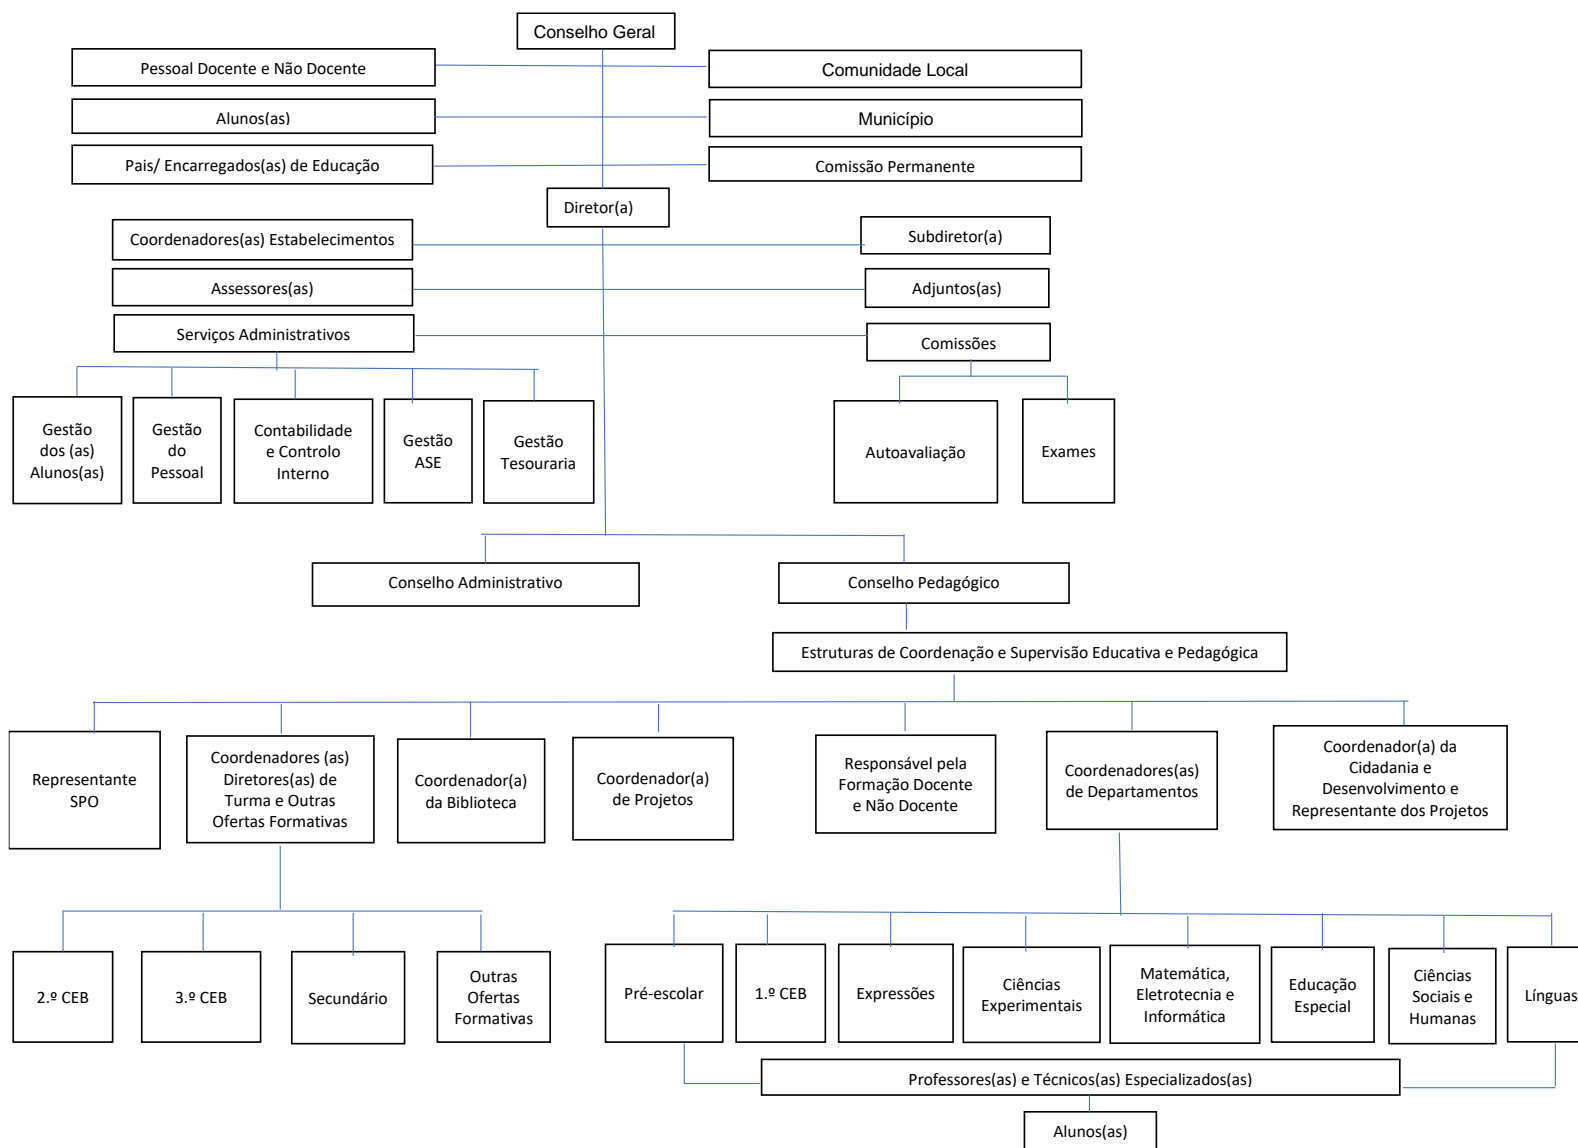 Conselho Geral
Pessoal Docente e Não Docente
Comunidade Local
Alunos(as)
Município
Pais/ Encarregados(as) de Educação
Comissão Permanente
Diretor(a)
Coordenadores(as) Estabelecimentos
Subdiretor(a)
Assessores(as)
Adjuntos(as)
Serviços Administrativos
Comissões
Gestão
dos (as)
Alunos(as)
Gestão
do
Pessoal
Contabilidade
e Controlo
Interno
Gestão
ASE
Gestão
Tesouraria
Autoavaliação
Exames
Conselho Administrativo
Conselho Pedagógico
Estruturas de Coordenação e Supervisão Educativa e Pedagógica
Representante
SPO
Coordenadores (as)
Diretores(as) de
Turma e Outras
Ofertas Formativas
Coordenador(a)
da Biblioteca
Coordenador(a)
de Projetos
Responsável pela
Formação Docente
e Não Docente
Coordenadores(as)
de Departamentos
Coordenador(a) da
Cidadania e
Desenvolvimento e
Representante dos Projetos
2.º CEB
3.º CEB
Secundário
Outras
Ofertas
Formativas
Pré-escolar
1.º CEB
Expressões
Ciências
Experimentais
Matemática,
Eletrotecnia e
Informática
Educação
Especial
Ciências
Sociais e
Humanas
Línguas
Professores(as) e Técnicos(as) Especializados(as)
Alunos(as)